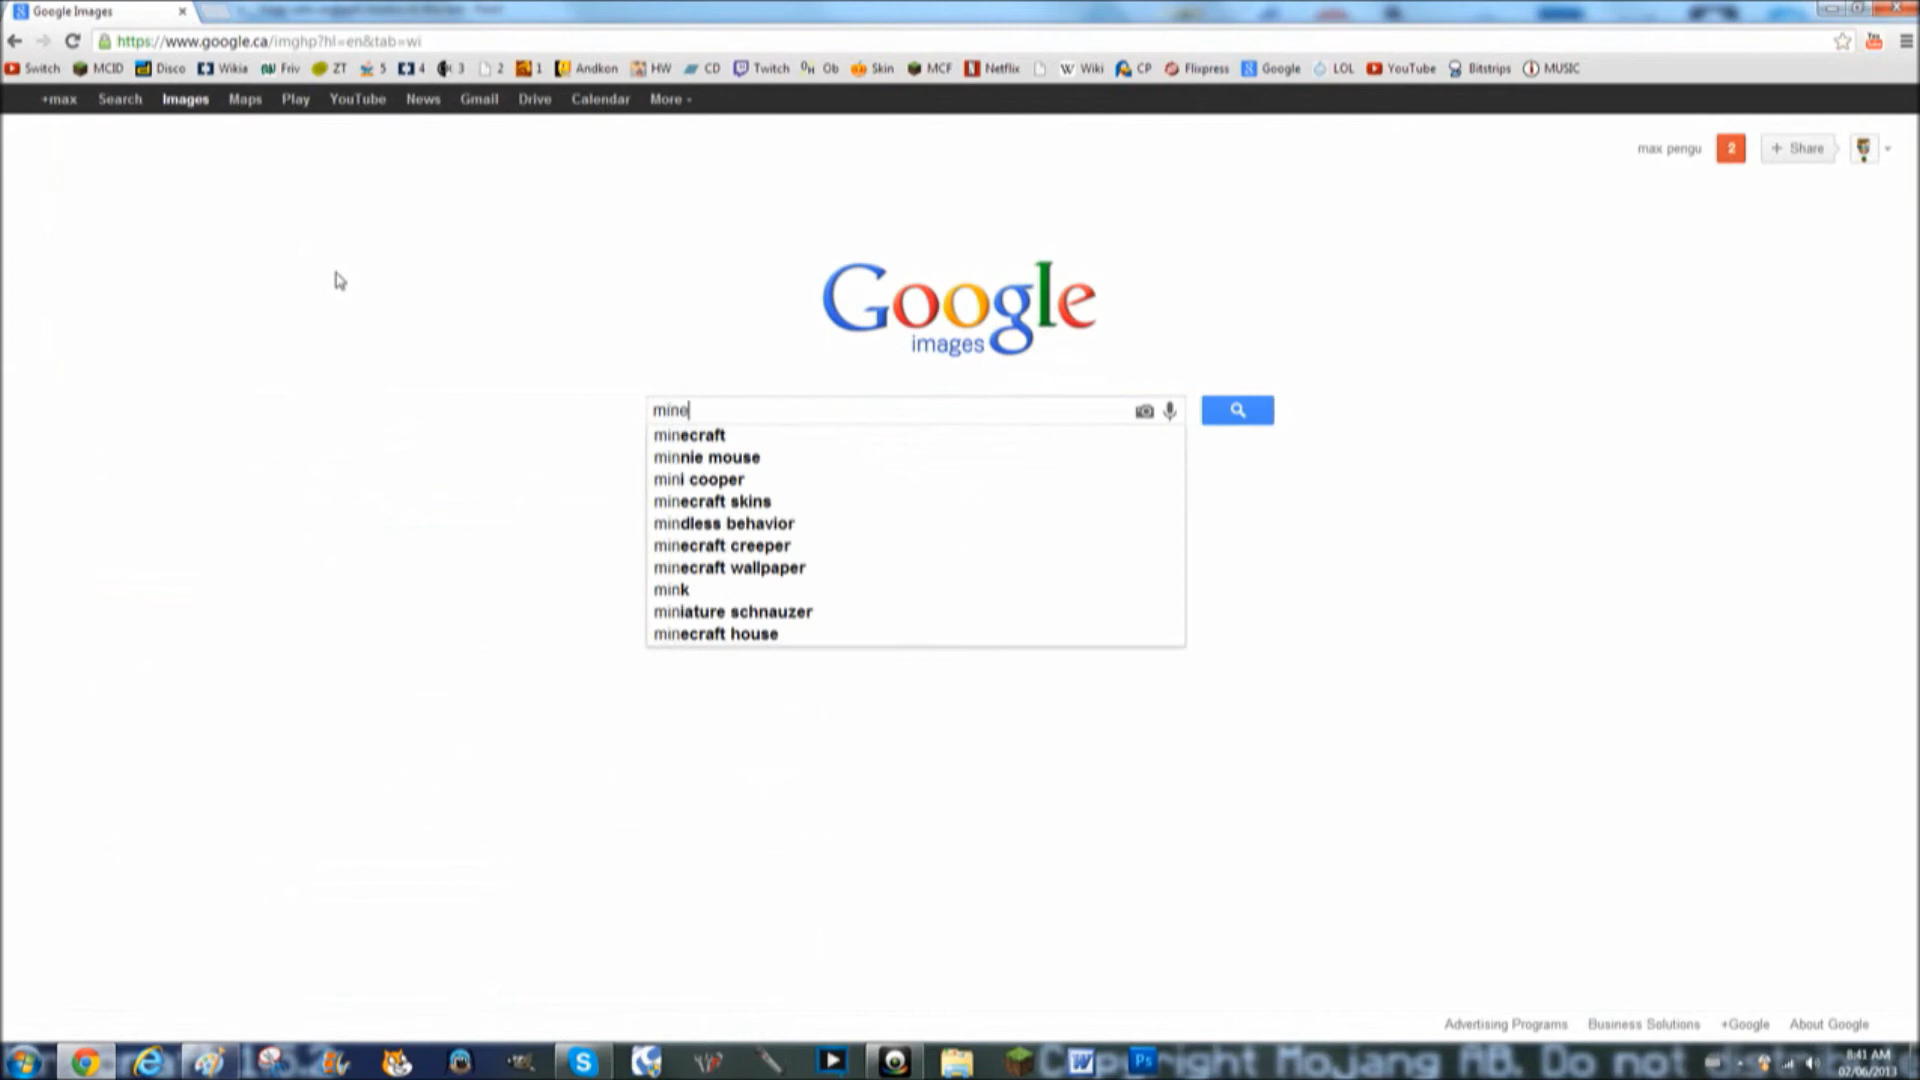 Google Images
https://www.google.ca/imghp?hl=en&tab=wi
Switch MCID Disco Wikia Friv ZT 5 4 3 2 1 Andkon HW CD Twitch Ob Skin MCF Netflix Wiki CP Flixpress Google LOL YouTube Bitstrips MUSIC
+max Search Images Maps Play YouTube News Gmail Drive Calendar More
max pengu 2 + Share
Google
images
mine
minecraft
minnie mouse
mini cooper
minecraft skins
mindless behavior
minecraft creeper
minecraft wallpaper
mink
miniature schnauzer
minecraft house
Advertising Programs Business Solutions +Google About Google
Copyright Mojang AB. Do not
8:41 AM
02/06/2013